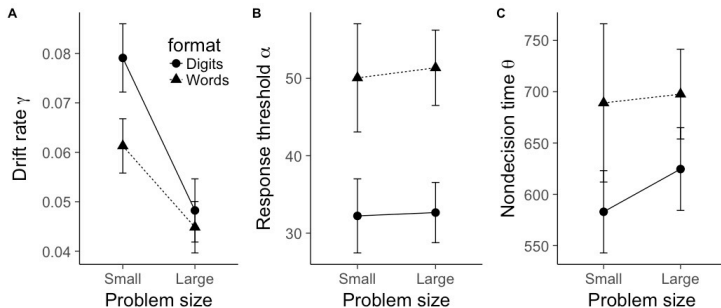 A
Drift rate γ
0.08
0.07
0.06
0.05
0.04
format
Digits
Words
Small Large
Problem size
B
Response threshold α
50
40
30
Small Large
Problem size
C
Nondecision time θ
750
700
650
600
550
Small Large
Problem size